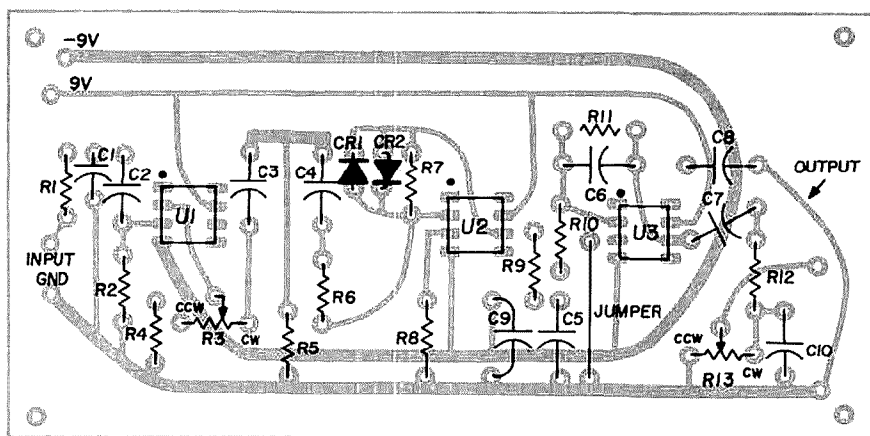 -9V
9V
R1
C1
C2
U1
R2
R4
INPUT
GND
CCW
R3
CW
C3
C4
CR1
CR2
R7
R5
R6
R8
U2
R9
C9
C5
R11
C6
R10
U3
JUMPER
C8
C7
OUTPUT
R12
CCW
R13
CW
C10